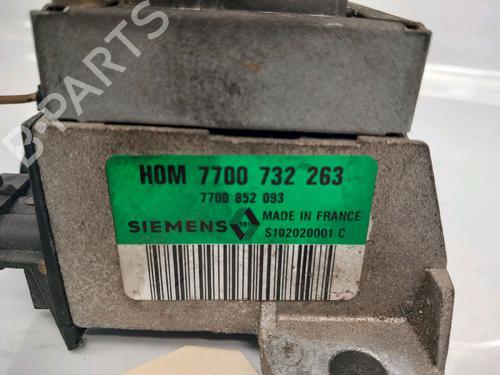 B-PARTS
HOM 7700 732 263
7700 852 093
SIEMENS
MADE IN FRANCE
S102020001 C